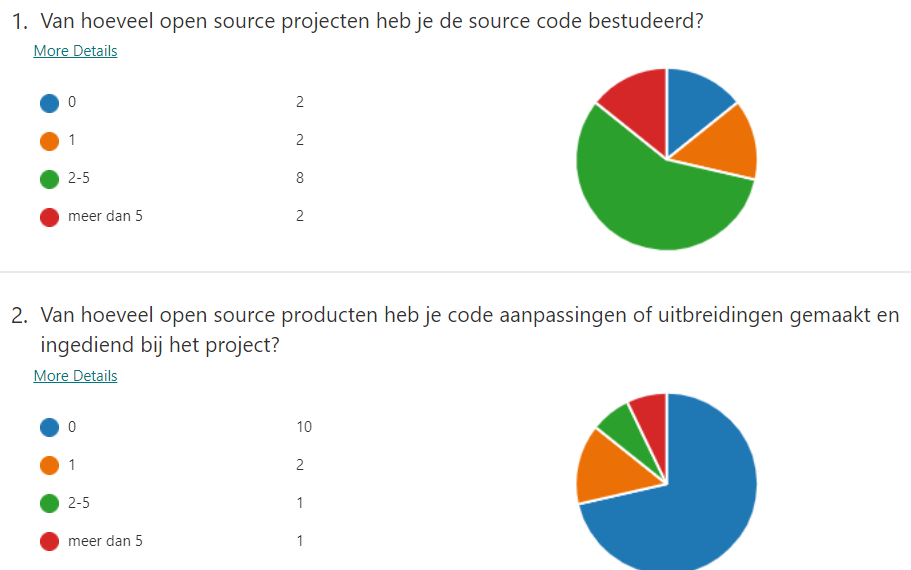 1. Van hoeveel open source projecten heb je de source code bestudeerd?
More Details
0 2
1 2
2-5 8
meer dan 5 2
2. Van hoeveel open source producten heb je code aanpassingen of uitbreidingen gemaakt en
ingediend bij het project?
More Details
0 10
1 2
2-5 1
meer dan 5 1